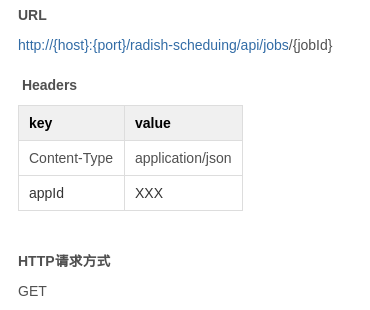 URL
http://{host}:{port}/radish-scheduing/api/jobs/{jobId}
Headers
key value
Content-Type application/json
appId XXX
HTTP请求方式
GET